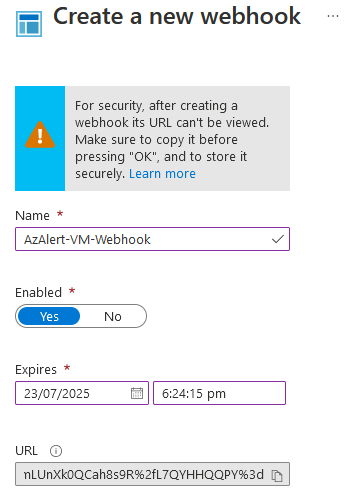 Create a new webhook
For security, after creating a
webhook its URL can't be viewed.
Make sure to copy it before
pressing "OK", and to store it
securely. Learn more
Name *
AzAlert-VM-Webhook
Enabled *
Yes No
Expires *
23/07/2025 6:24:15 pm
URL
nLUnXk0QCah8s9R%2fL7QYHHQQPY%3d